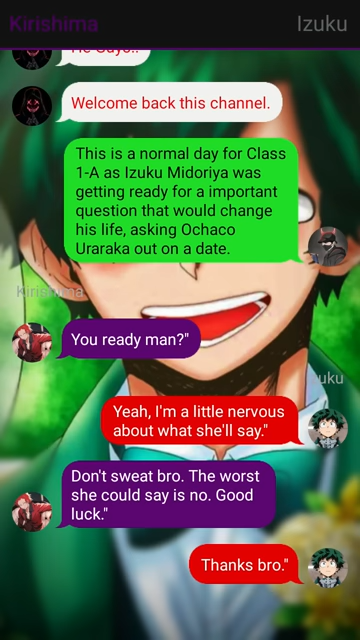 Kirishima
Izuku
He Guys..
Welcome back this channel.
This is a normal day for Class
1-A as Izuku Midoriya was
getting ready for a important
question that would change
his life, asking Ochaco
Uraraka out on a date.
Kirishima
You ready man?"
uku
Yeah, I'm a little nervous
about what she'll say."
Don't sweat bro. The worst
she could say is no. Good
luck."
Thanks bro."